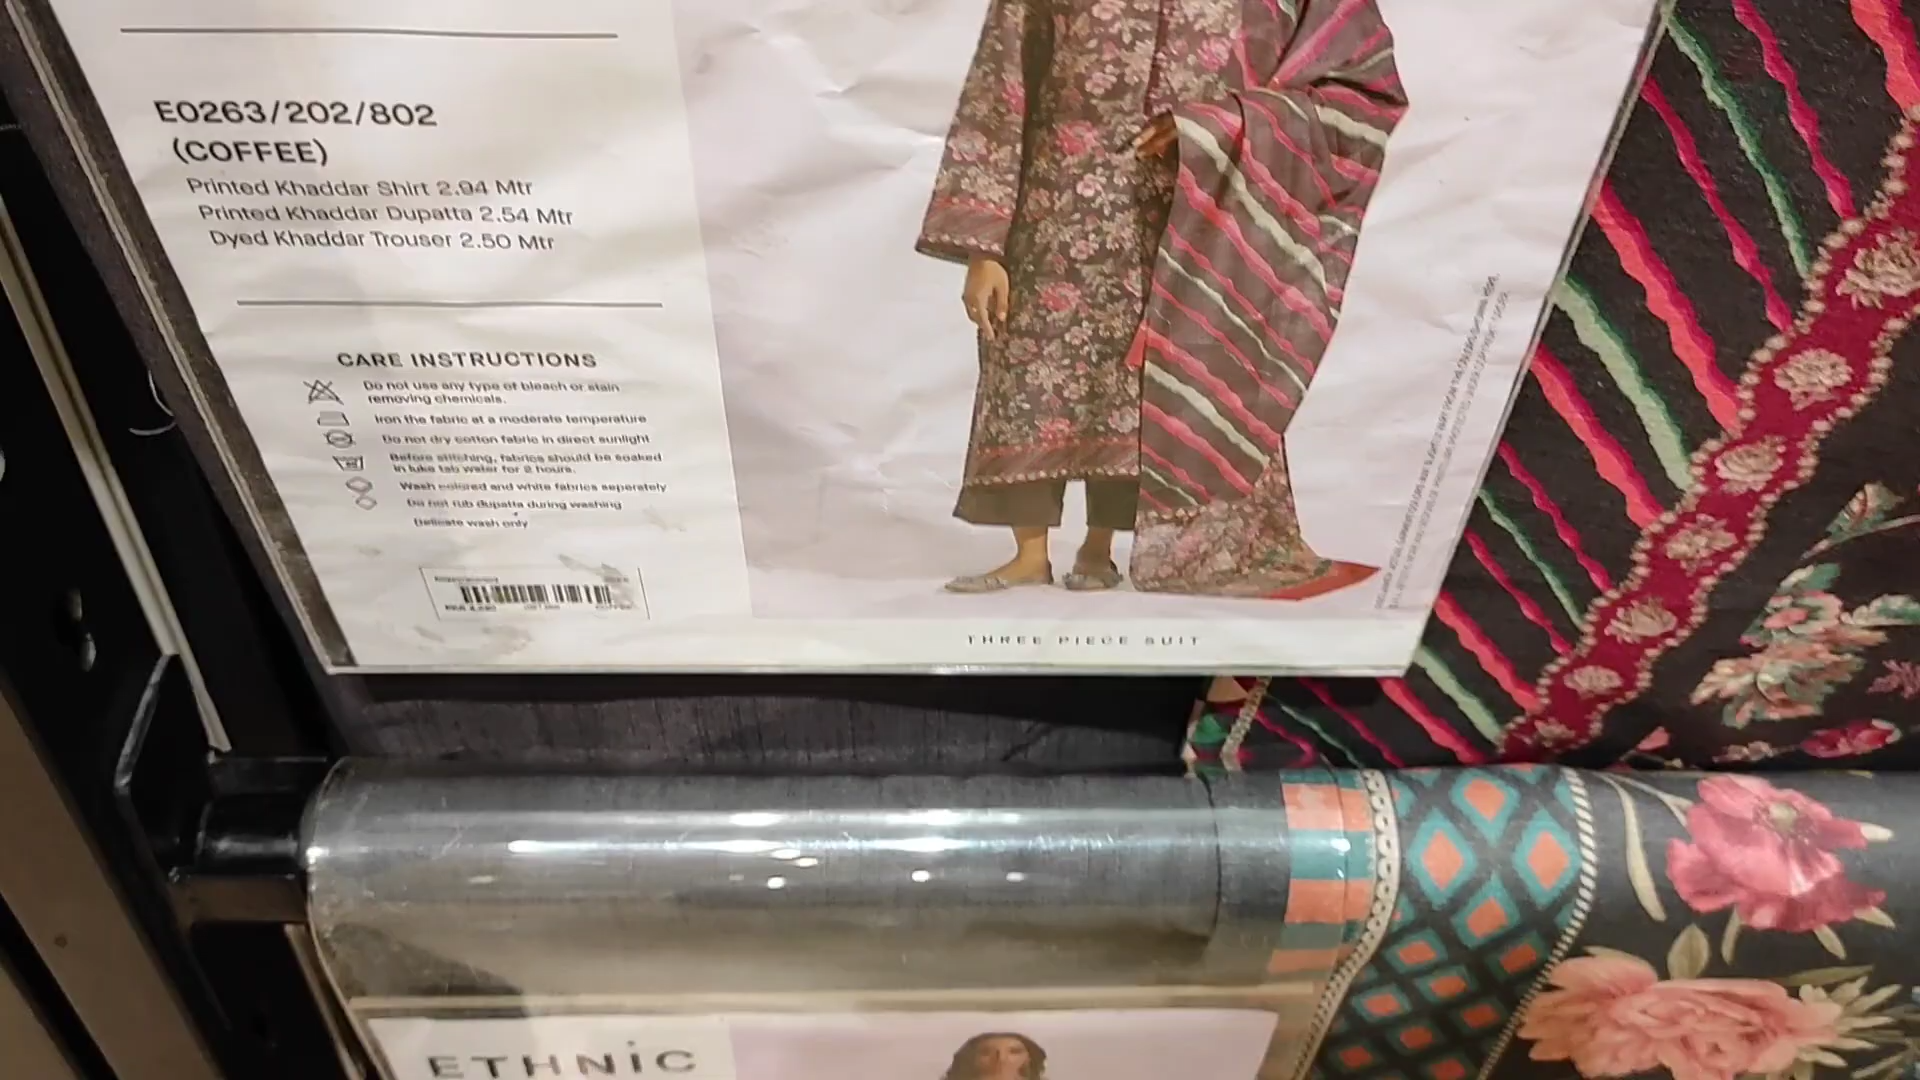 E0263/202/802
(COFFEE)
Printed Khaddar Shirt 2.94 Mtr
Printed Khaddar Dupatta 2.54 Mtr
Dyed Khaddar Trouser 2.50 Mtr
CARE INSTRUCTIONS
Do not use any type of bleach or stain
removing chemicals.
Iron the fabric at a moderate temperature
Do not dry cotton fabric in direct sunlight
Before stitching, fabrics should be soaked
in luke tab water for 2 hours.
Wash colored and white fabrics seperately
Do not rub dupatta during washing
Delicate wash only
THREE PIECE SUIT
ETHNiC